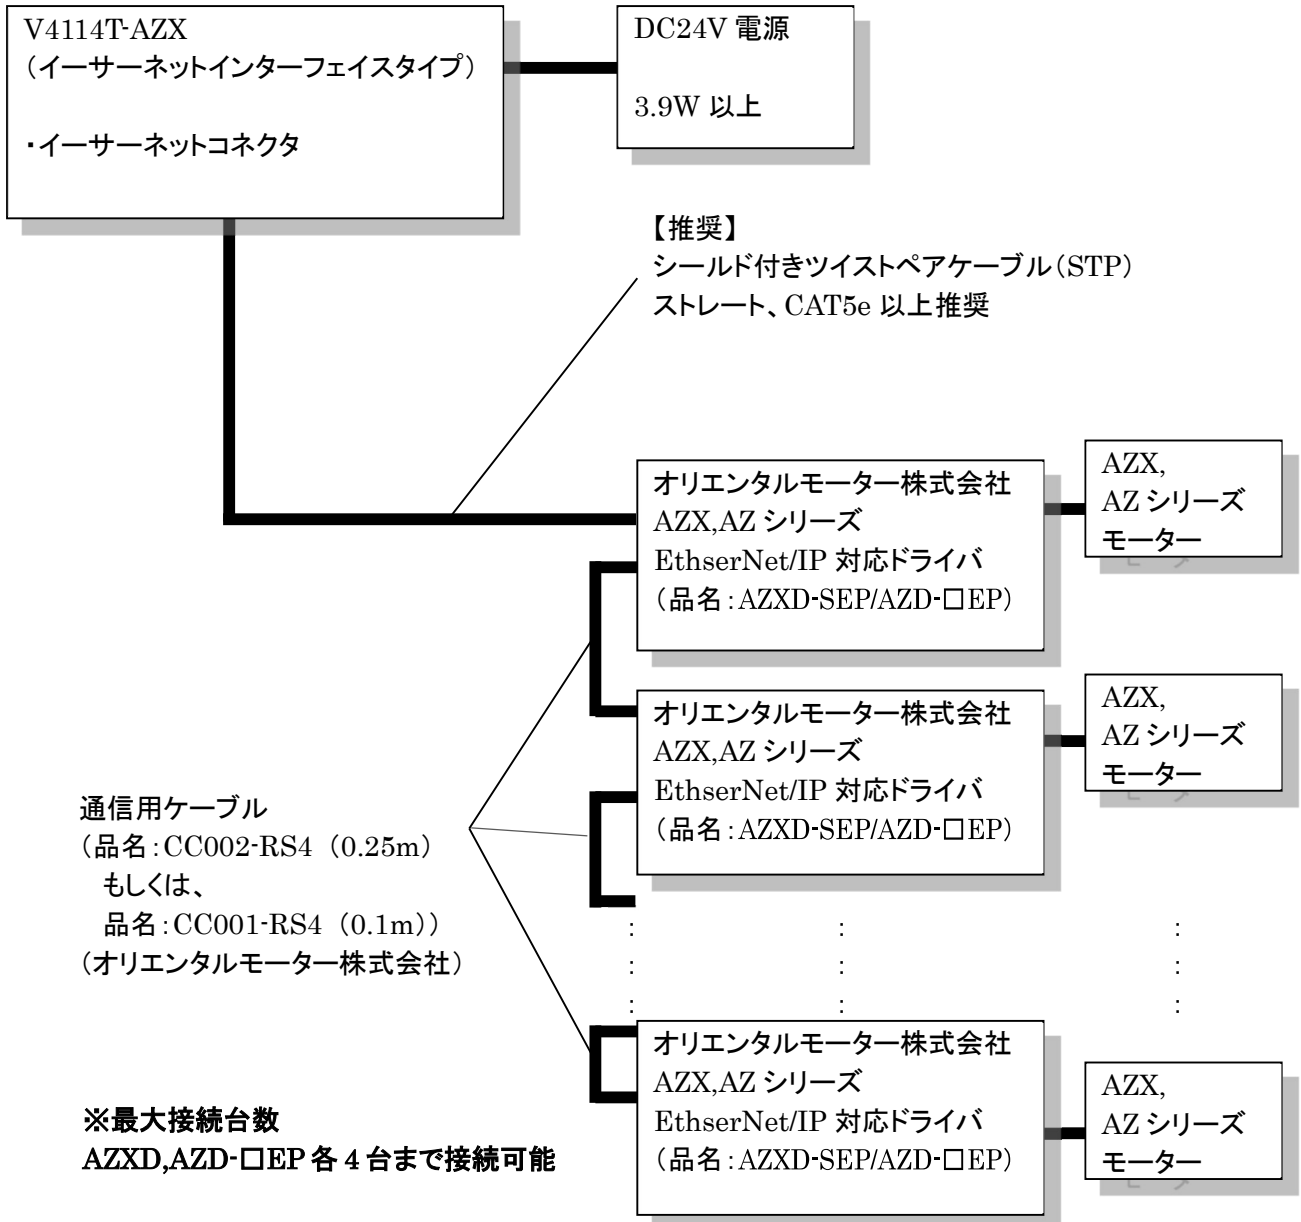 V4114T-AZX
（イーサーネットインターフェイスタイプ）
・イーサーネットコネクタ
DC24V 電源
3.9W 以上
【推奨】
シールド付きツイストペアケーブル（STP）
ストレート、CAT5e 以上推奨
オリエンタルモーター株式会社
AZX,AZ シリーズ
EthserNet/IP 対応ドライバ
（品名：AZXD-SEP/AZD-□EP）
AZX,
AZ シリーズ
モーター
オリエンタルモーター株式会社
AZX,AZ シリーズ
EthserNet/IP 対応ドライバ
（品名：AZXD-SEP/AZD-□EP）
AZX,
AZ シリーズ
モーター
通信用ケーブル
（品名：CC002-RS4（0.25m）
もしくは、
品名：CC001-RS4（0.1m））
（オリエンタルモーター株式会社）
： ： ：
： ： ：
： ： ：
オリエンタルモーター株式会社
AZX,AZ シリーズ
EthserNet/IP 対応ドライバ
（品名：AZXD-SEP/AZD-□EP）
AZX,
AZ シリーズ
モーター
※最大接続台数
AZXD,AZD-□EP 各 4 台まで接続可能